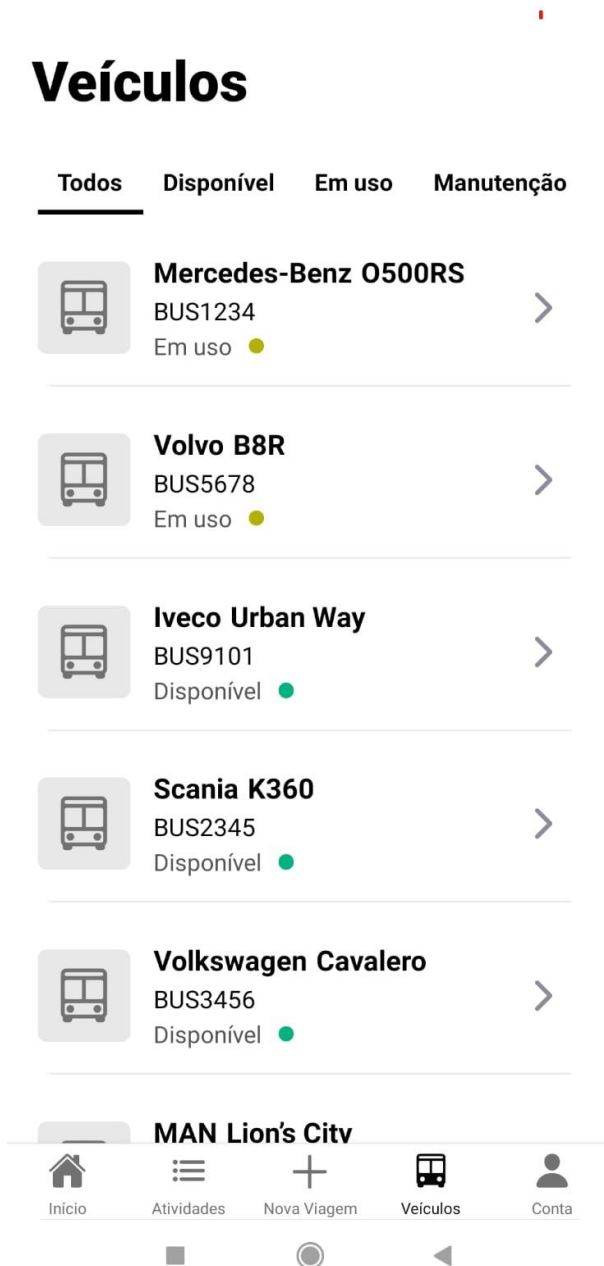 Veículos
Todos Disponível Em uso Manutenção
Mercedes-Benz O500RS
BUS1234
Em uso
Volvo B8R
BUS5678
Em uso
Iveco Urban Way
BUS9101
Disponível
Scania K360
BUS2345
Disponível
Volkswagen Cavalero
BUS3456
Disponível
MAN Lion's City
Início Atividades Nova Viagem Veículos Conta